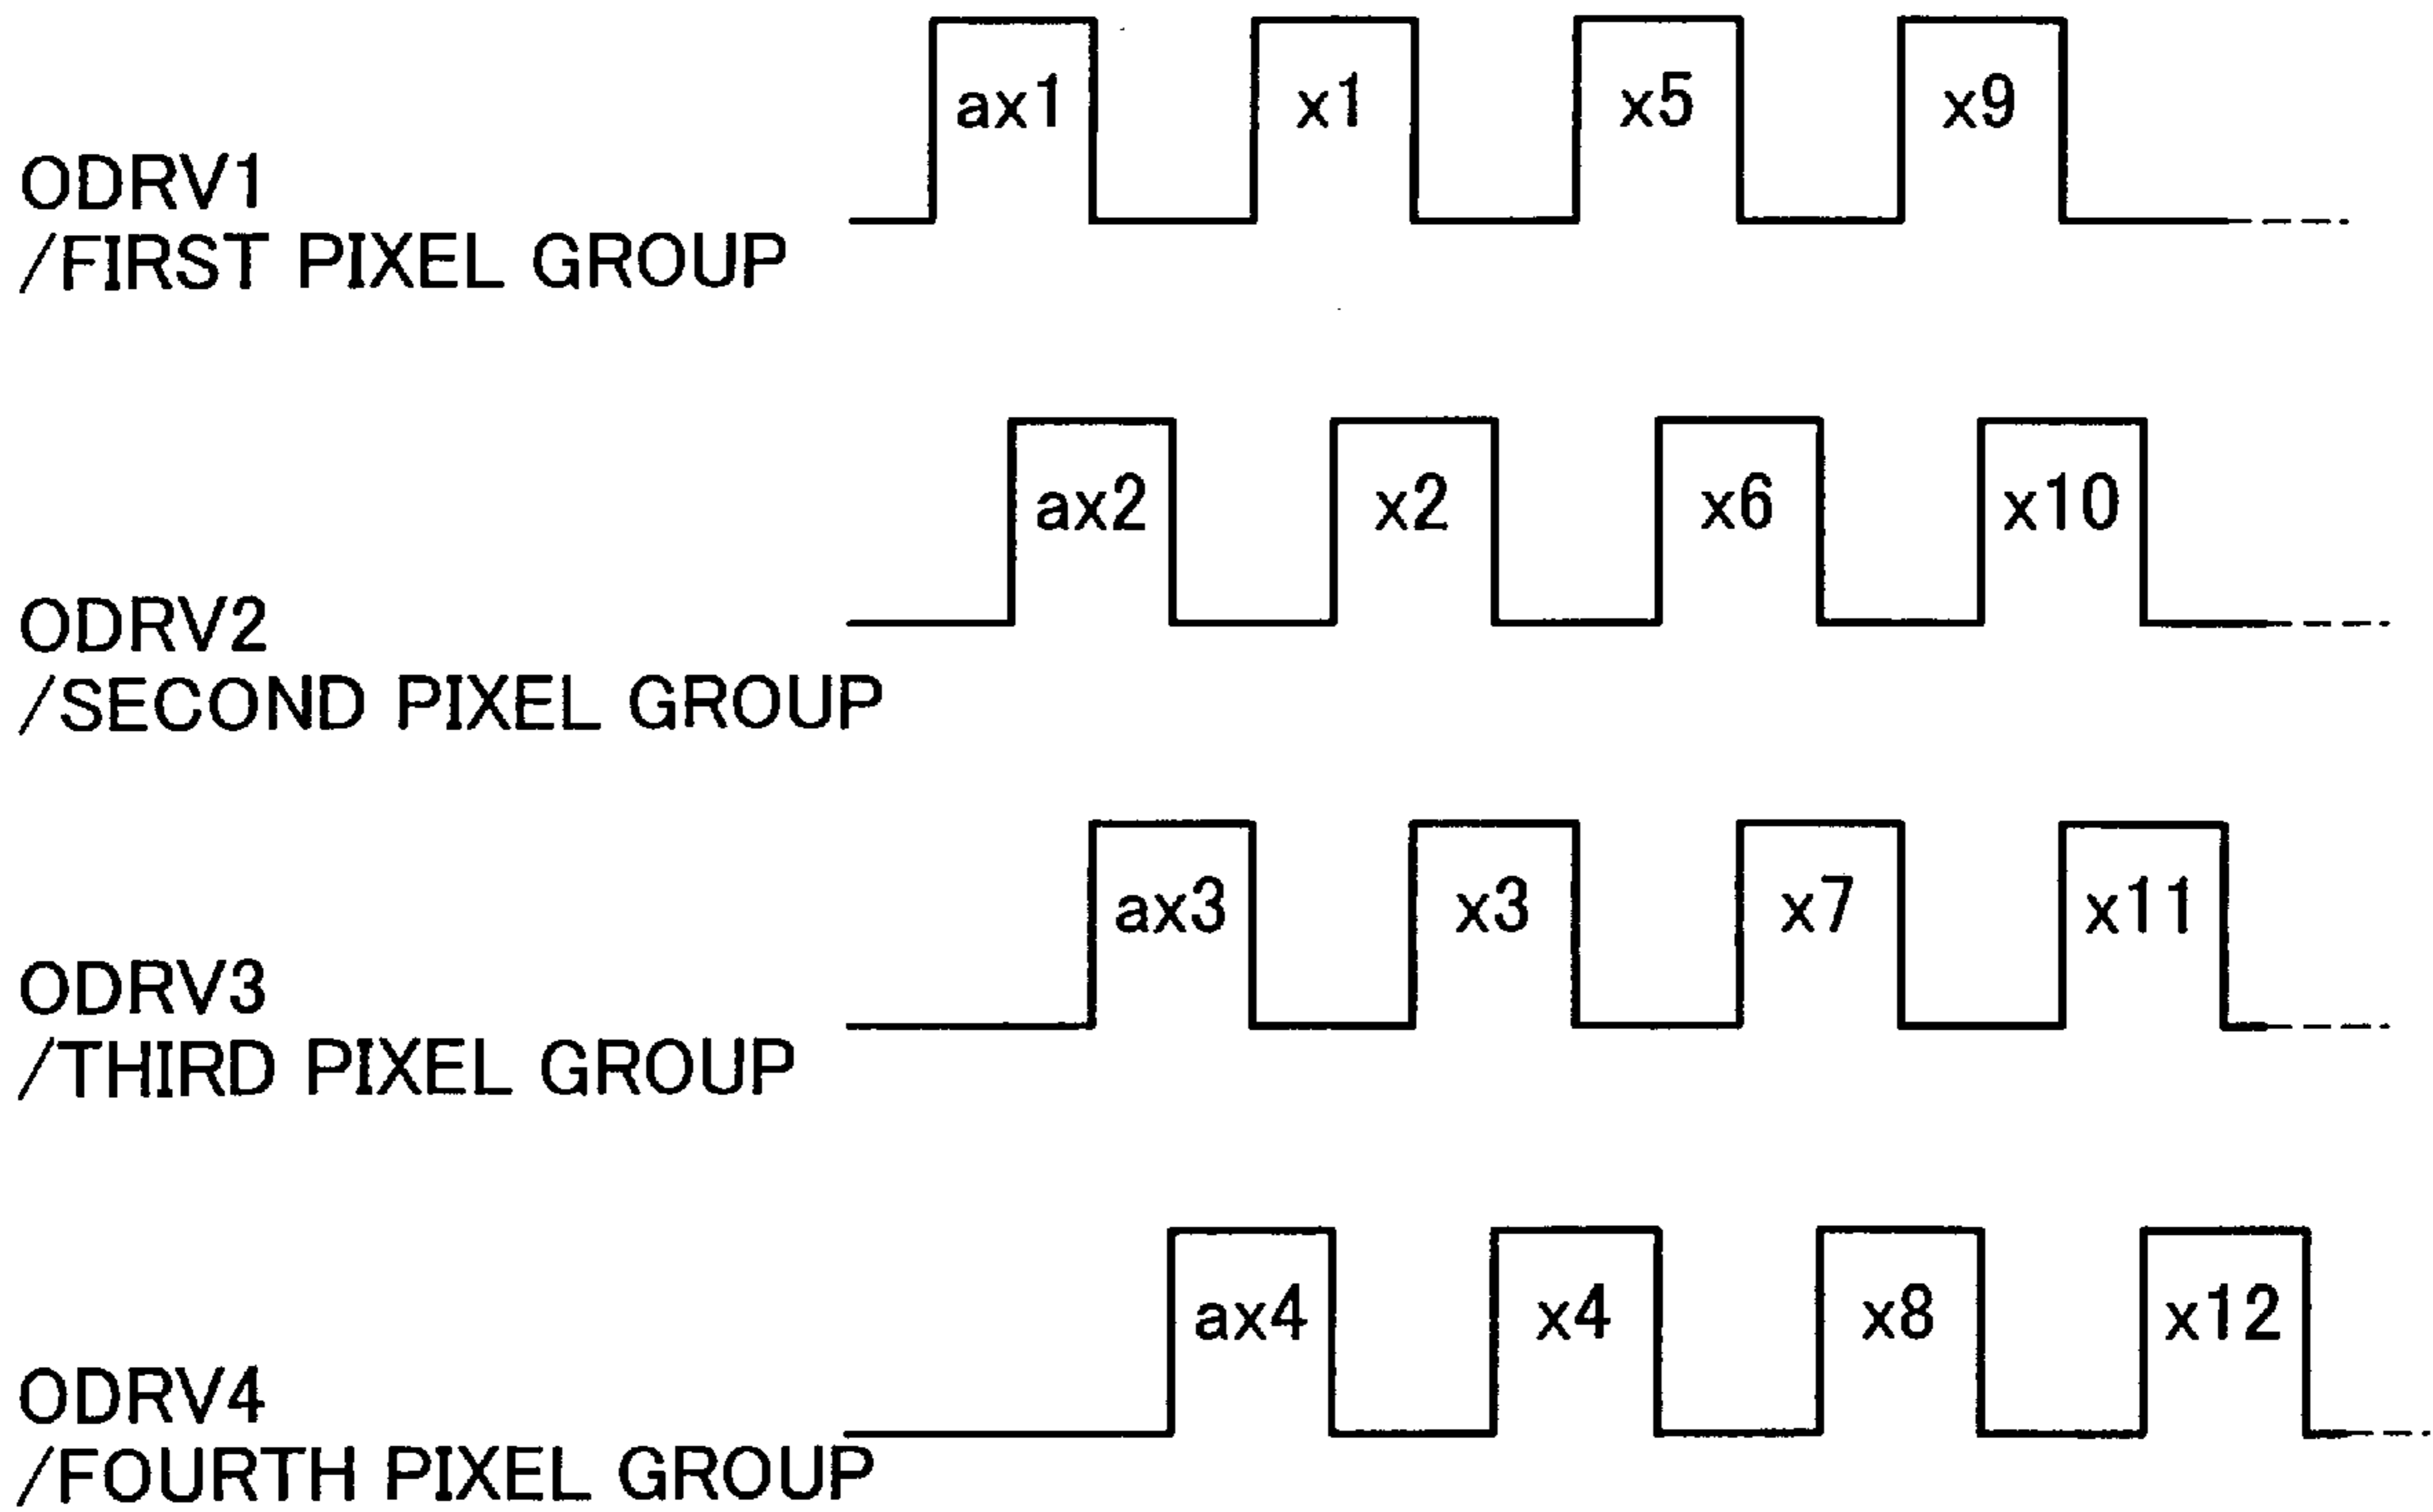 ax1 x1 x5 x9
ODRV1
/FIRST PIXEL GROUP
ax2 x2 x6 x10
ODRV2
/SECOND PIXEL GROUP
ax3 x3 x7 x11
ODRV3
/THIRD PIXEL GROUP
ax4 x4 x8 x12
ODRV4
/FOURTH PIXEL GROUP